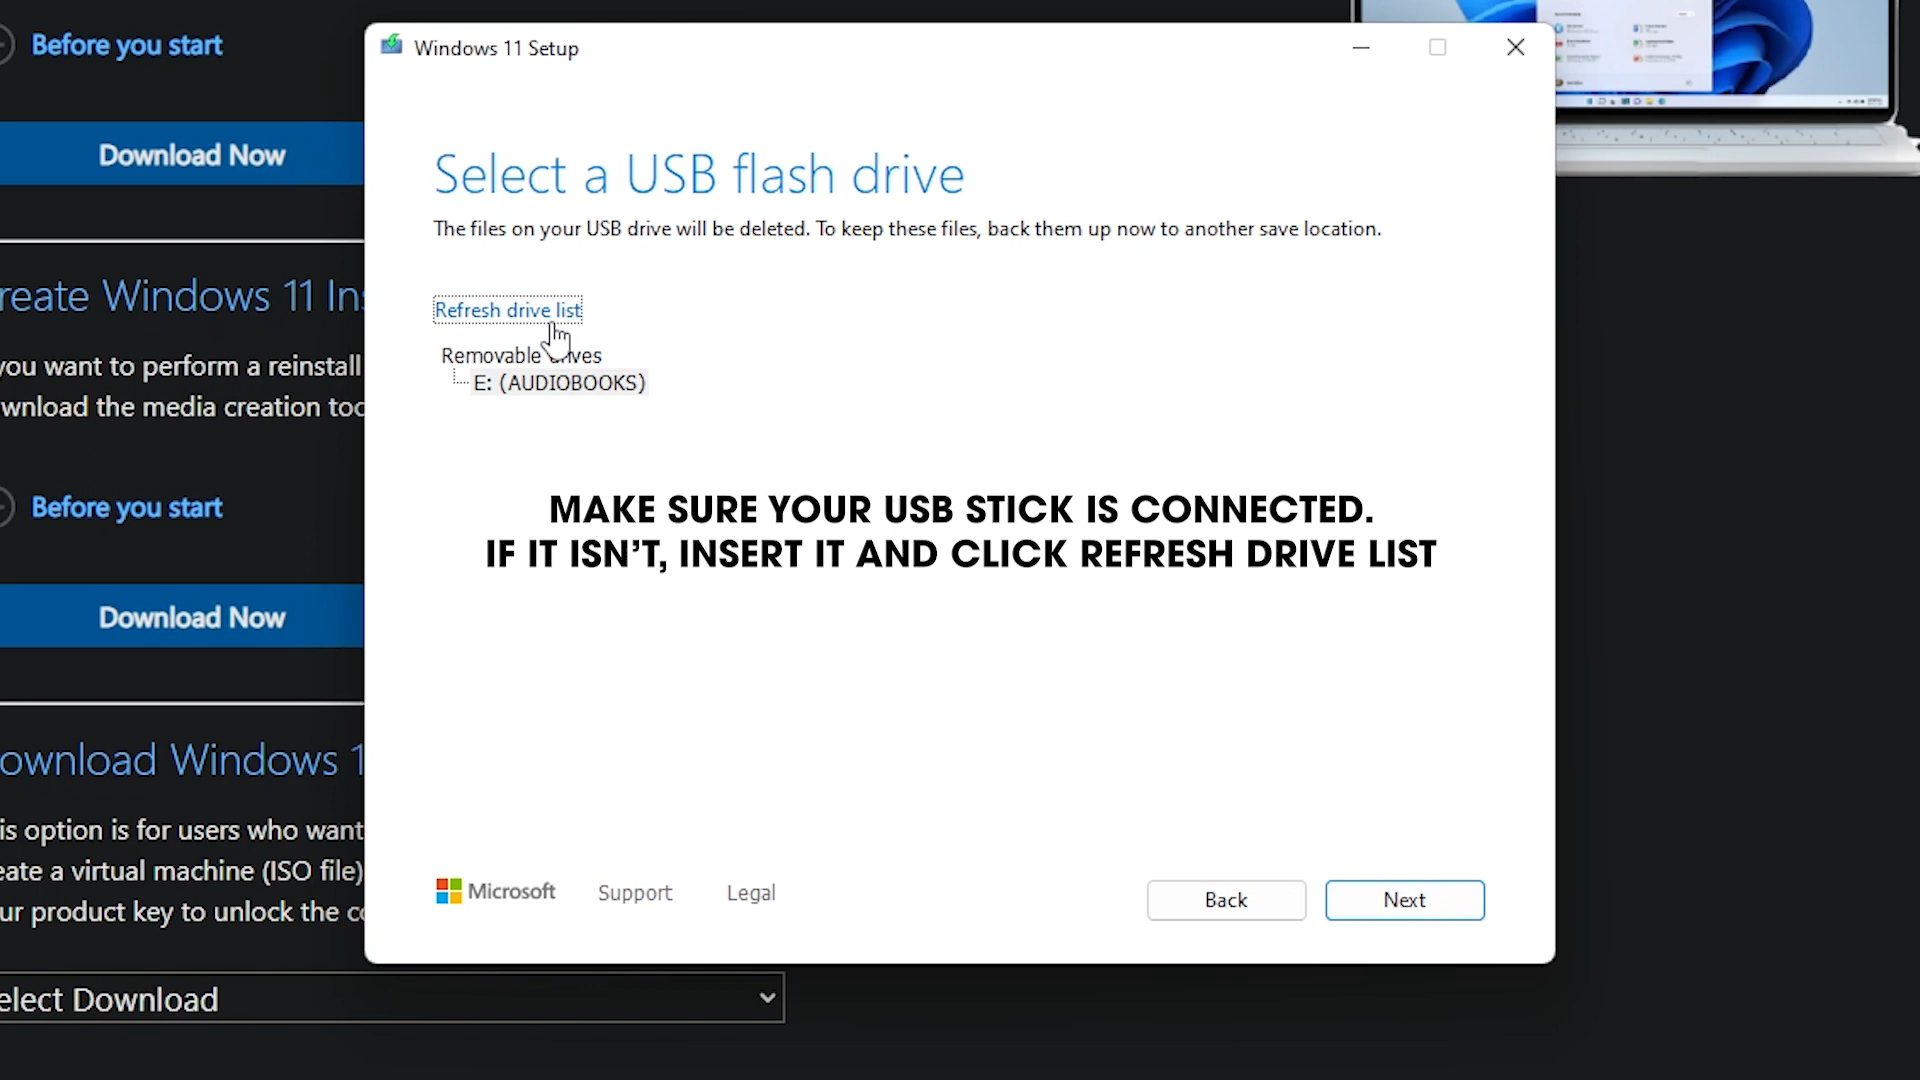 Before you start
Download Now
reate Windows 11 Ins
you want to perform a reinstall
wnload the media creation too
Before you start
Download Now
ownload Windows 1
is option is for users who want
eate a virtual machine (ISO file)
ur product key to unlock the co
elect Download
Windows 11 Setup
Select a USB flash drive
The files on your USB drive will be deleted. To keep these files, back them up now to another save location.
Refresh drive list
Removable drives
E: (AUDIOBOOKS)
MAKE SURE YOUR USB STICK IS CONNECTED.
IF IT ISN’T, INSERT IT AND CLICK REFRESH DRIVE LIST
Microsoft
Support
Legal
Back
Next